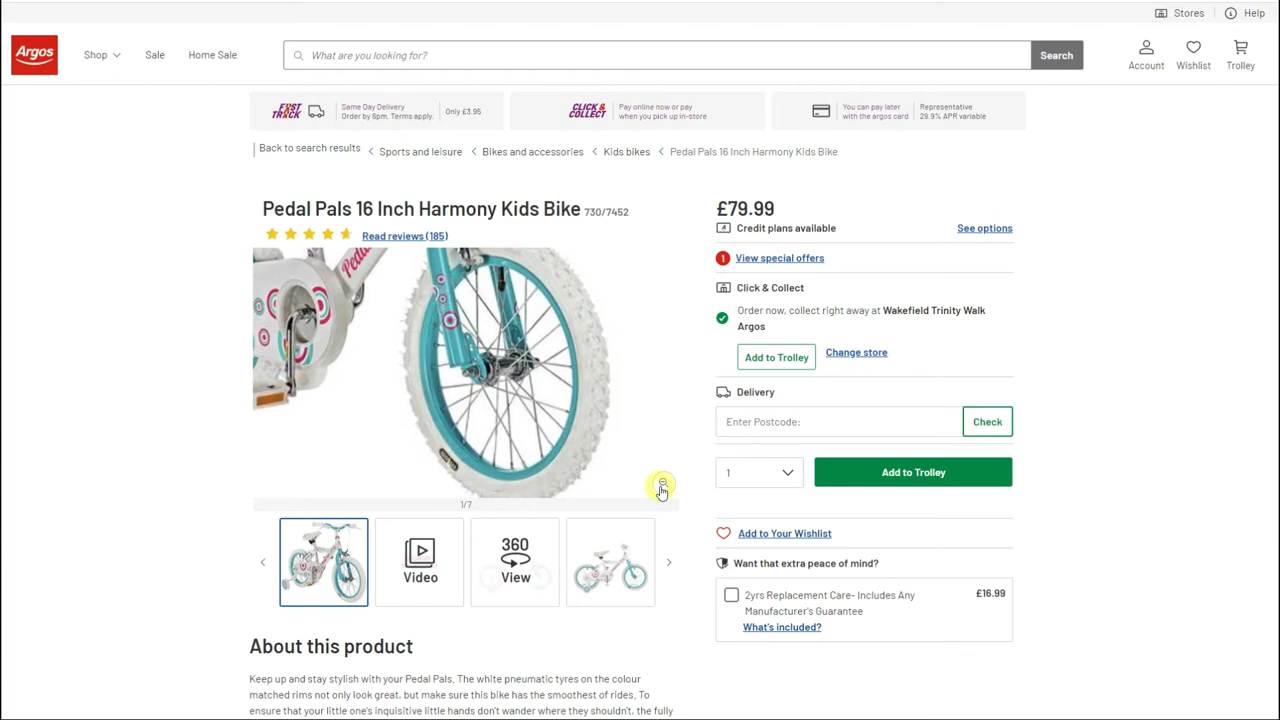 Stores
Help
Argos
Shop
Sale
Home Sale
What are you looking for?
Search
Account
Wishlist
Trolley
FAST TRACK
Same Day Delivery
Order by 6pm. Terms apply.
Only £3.95
CLICK & COLLECT
Pay online now or pay
when you pick up in-store
You can pay later
with the argos card
Representative
29.9% APR variable
Back to search results
Sports and leisure
Bikes and accessories
Kids bikes
Pedal Pals 16 Inch Harmony Kids Bike
Pedal Pals 16 Inch Harmony Kids Bike 730/7452
Read reviews (185)
1/7
Video
360
View
About this product
Keep up and stay stylish with your Pedal Pals. The white pneumatic tyres on the colour
matched rims not only look great, but make sure this bike has the smoothest of rides. To
ensure that your little one's inquisitive little hands don't wander where they shouldn't, the fully
£79.99
Credit plans available
See options
1
View special offers
Click & Collect
Order now, collect right away at Wakefield Trinity Walk
Argos
Add to Trolley
Change store
Delivery
Enter Postcode:
Check
1
Add to Trolley
Add to Your Wishlist
Want that extra peace of mind?
2yrs Replacement Care- Includes Any
Manufacturer's Guarantee
£16.99
What's included?